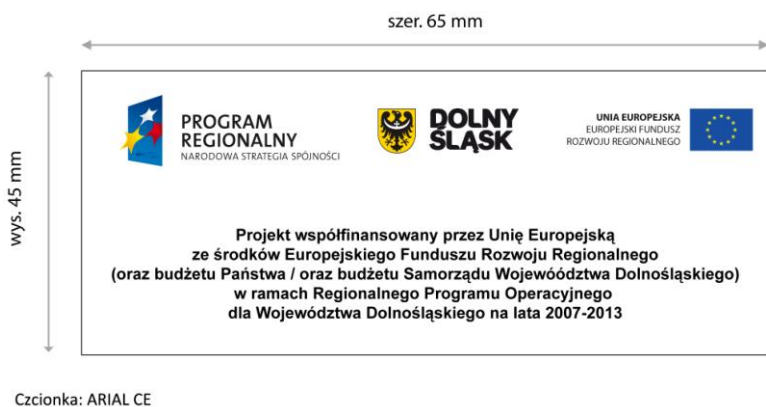 szer. 65 mm
wys. 45 mm
PROGRAM
REGIONALNY
NARODOWA STRATEGIA SPÓJNOŚCI
DOLNY
ŚLĄSK
UNIA EUROPEJSKA
EUROPEJSKI FUNDUSZ
ROZWOJU REGIONALNEGO
Projekt współfinansowany przez Unię Europejską
ze środków Europejskiego Funduszu Rozwoju Regionalnego
(oraz budżetu Państwa / oraz budżetu Samorządu Wojewóództwa Dolnośląskiego)
w ramach Regionalnego Programu Operacyjnego
dla Województwa Dolnośląskiego na lata 2007-2013
Czcionka: ARIAL CE